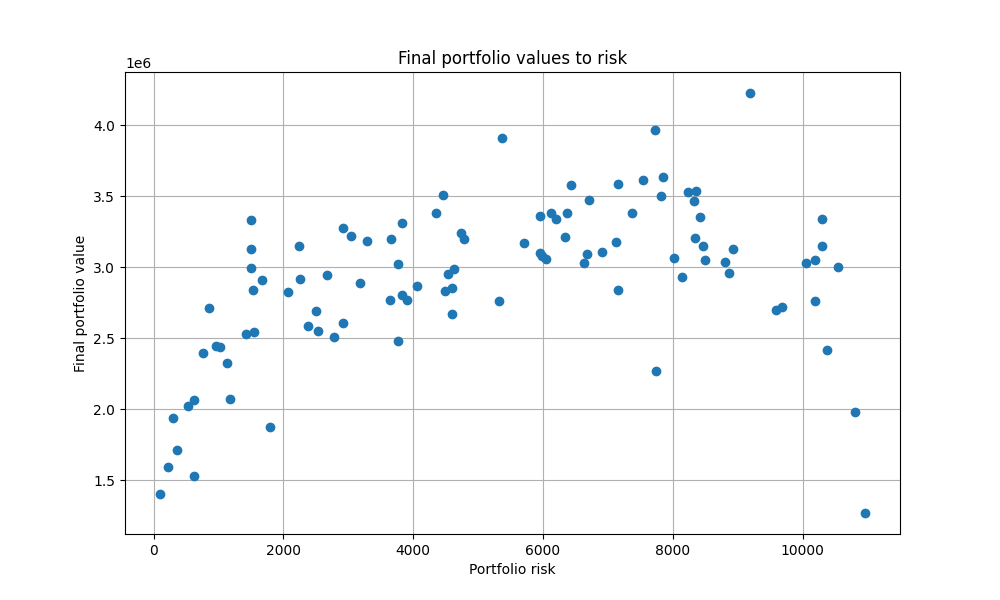 Final portfolio values to risk
1e6
4.0
3.5
3.0
2.5
2.0
1.5
Final portfolio value
0 2000 4000 6000 8000 10000
Portfolio risk